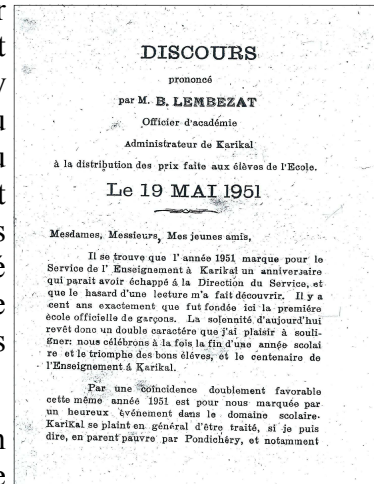 DISCOURS
prononcé
par M. B. LEMBEZAT
Officier d'académie
Administrateur de Karikal
à la distribution des prix faite aux élèves de l'Ecole.
Le 19 MAI 1951
Mesdames, Messieurs, Mes jeunes amis,
Il se trouve que l' année 1951 marque pour le
Service de l' Enseignement à Karikal un anniversaire
qui parait avoir échappé à la Direction du Service, et
que le hasard d'une lecture m'a fait découvrir. Il y a
cent ans exactement que fut fondée ici la première
école officielle de garçons. La solennité d'aujourd'hui
revêt donc un double caractére que j'ai plaisir à souli-
gner: nous célébrons à la fois la fin d'une année scolai
re et le triomphe des bons éléves, et le centenaire de
l'Enseignement á Karikal.
Par une coïncidence doublement favorable
cette même année 1951 est pour nous marquée par
un heureux événement dans le domaine scolaire.
Karikal se plaint en général d'être traité, si je puis
dire, en parent pauvre par Pondichéry, et notamment